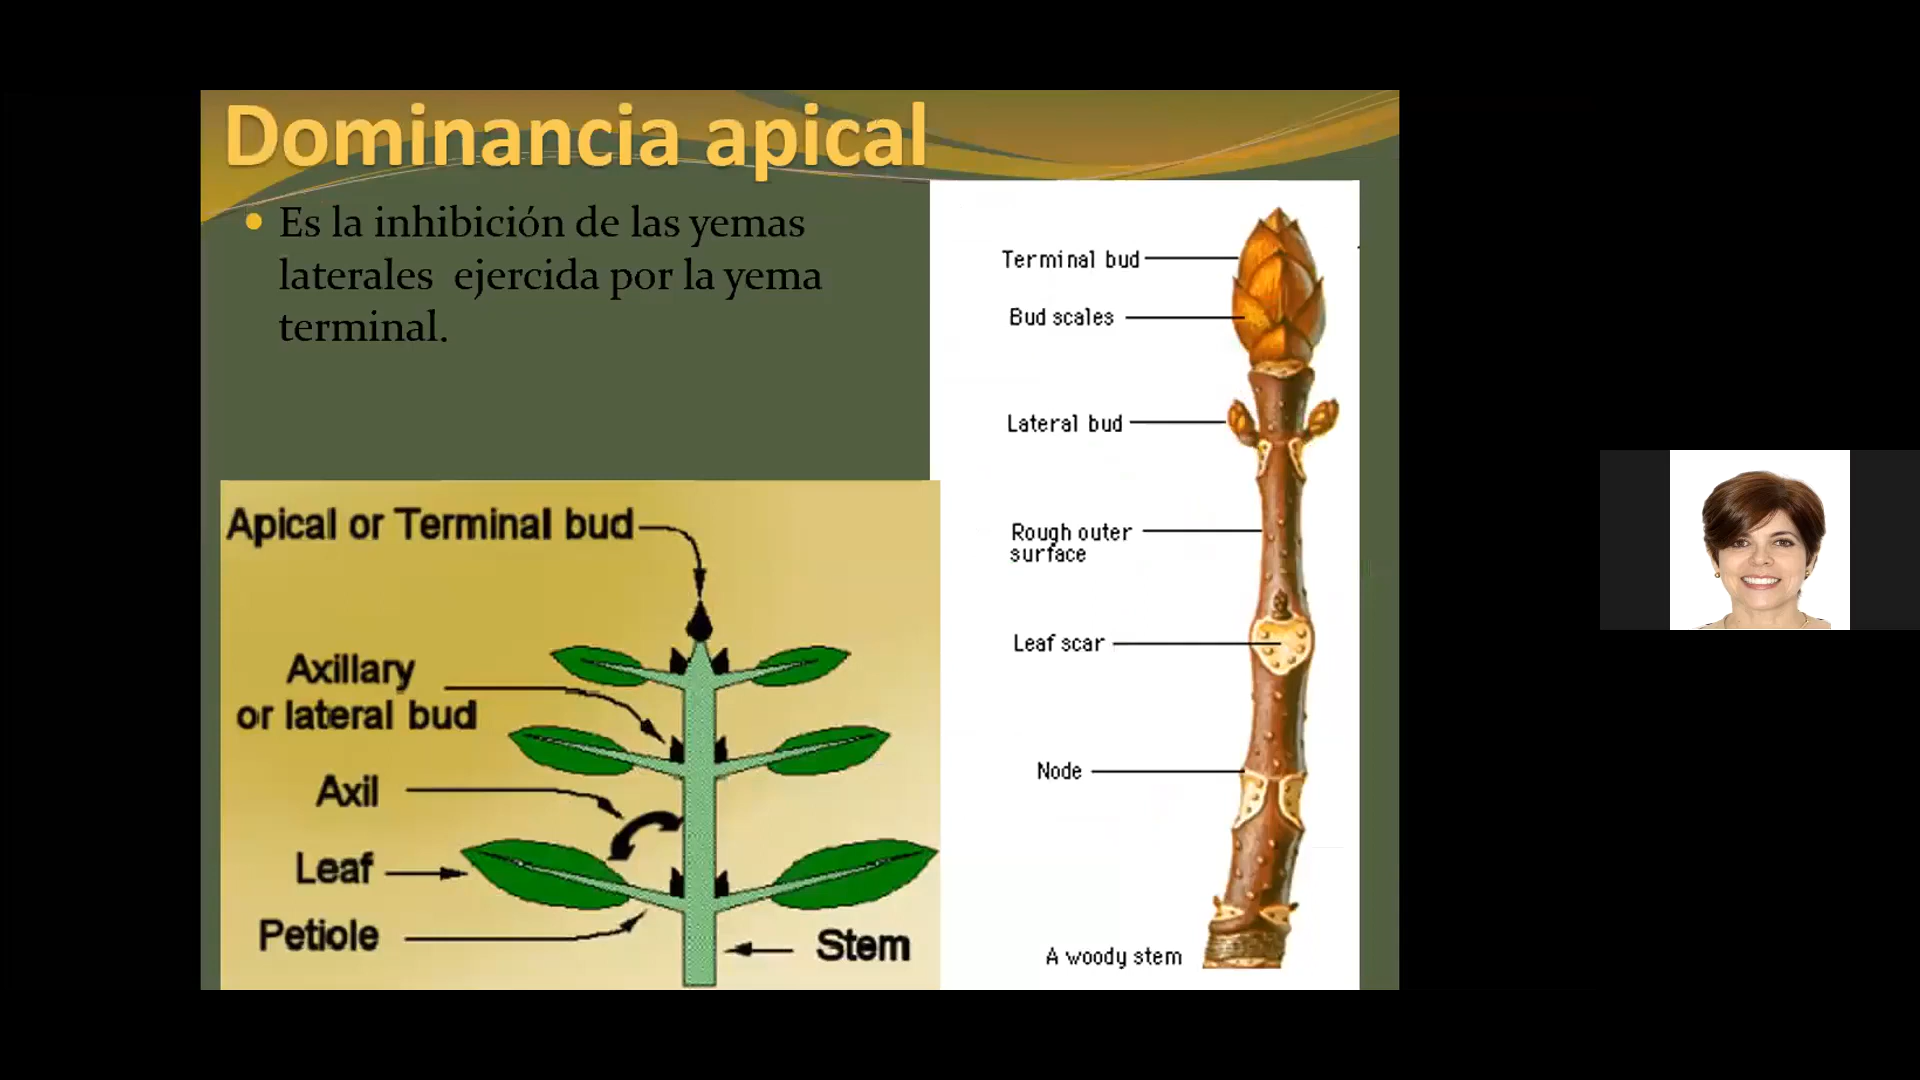 Dominancia apical
• Es la inhibición de las yemas
laterales ejercida por la yema
terminal.
Apical or Terminal bud
Axillary
or lateral bud
Axil
Leaf
Petiole
Stem
Terminal bud
Bud scales
Lateral bud
Rough outer
surface
Leaf scar
Node
A woody stem